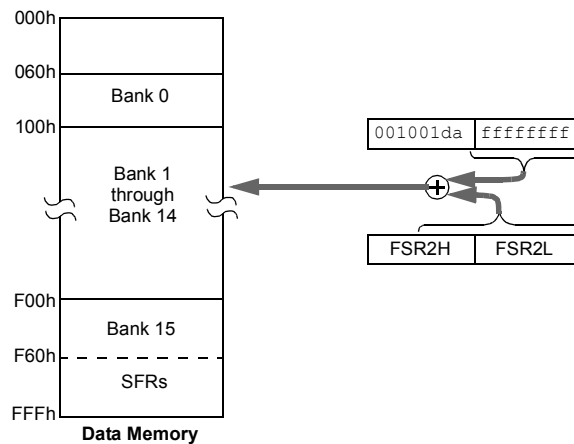 000h
060h
Bank 0
100h
001001da ffffffff
Bank 1
through
Bank 14
FSR2H FSR2L
F00h
Bank 15
F60h
SFRs
FFFh
Data Memory